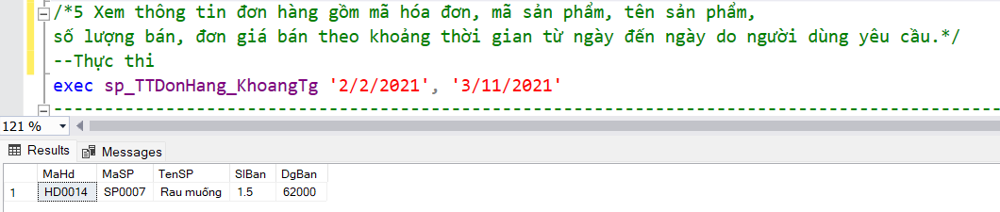 /*5 Xem thông tin đơn hàng gồm mã hóa đơn, mã sản phẩm, tên sản phẩm,
số lượng bán, đơn giá bán theo khoảng thời gian từ ngày đến ngày do người dùng yêu cầu.*/
--Thực thi
exec sp_TTDonHang_KhoangTg '2/2/2021', '3/11/2021'
121 %
Results Messages
MaHd MaSP TenSP SlBan DgBan
1 HD0014 SP0007 Rau muống 1.5 62000